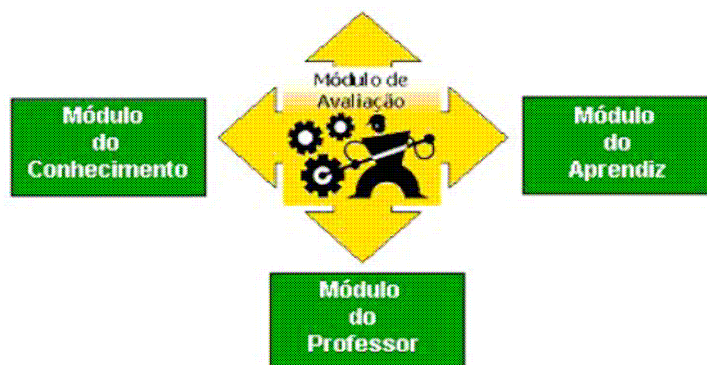 Módulo de
Avaliação
Módulo
do
Conhecimento
Módulo
do
Aprendiz
Módulo
do
Professor